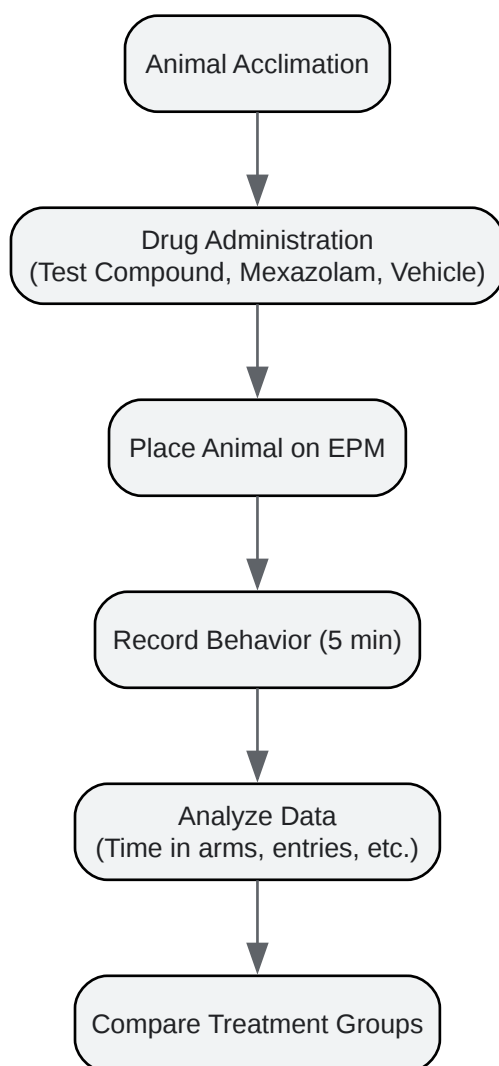 Animal Acclimation
Drug Administration
(Test Compound, Mexazolam, Vehicle)
Place Animal on EPM
Record Behavior (5 min)
Analyze Data
(Time in arms, entries, etc.)
Compare Treatment Groups